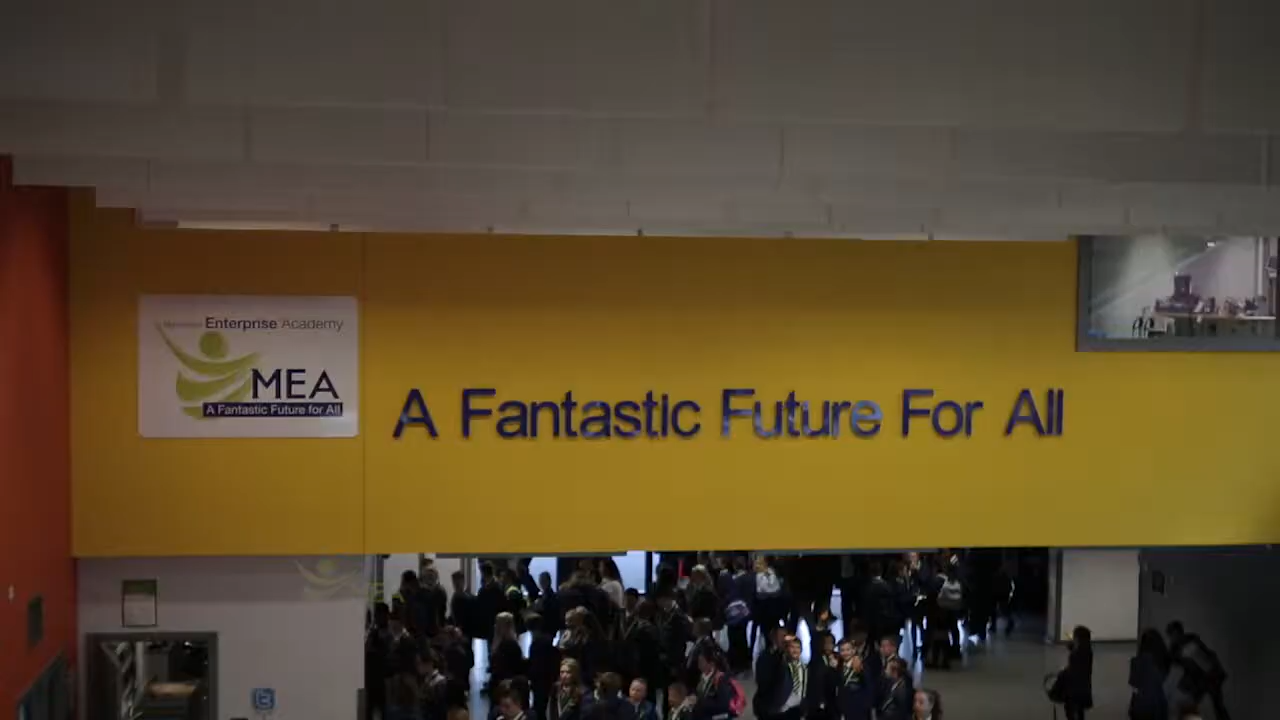 Enterprise Academy
MEA
A Fantastic Future for All
A Fantastic Future For All